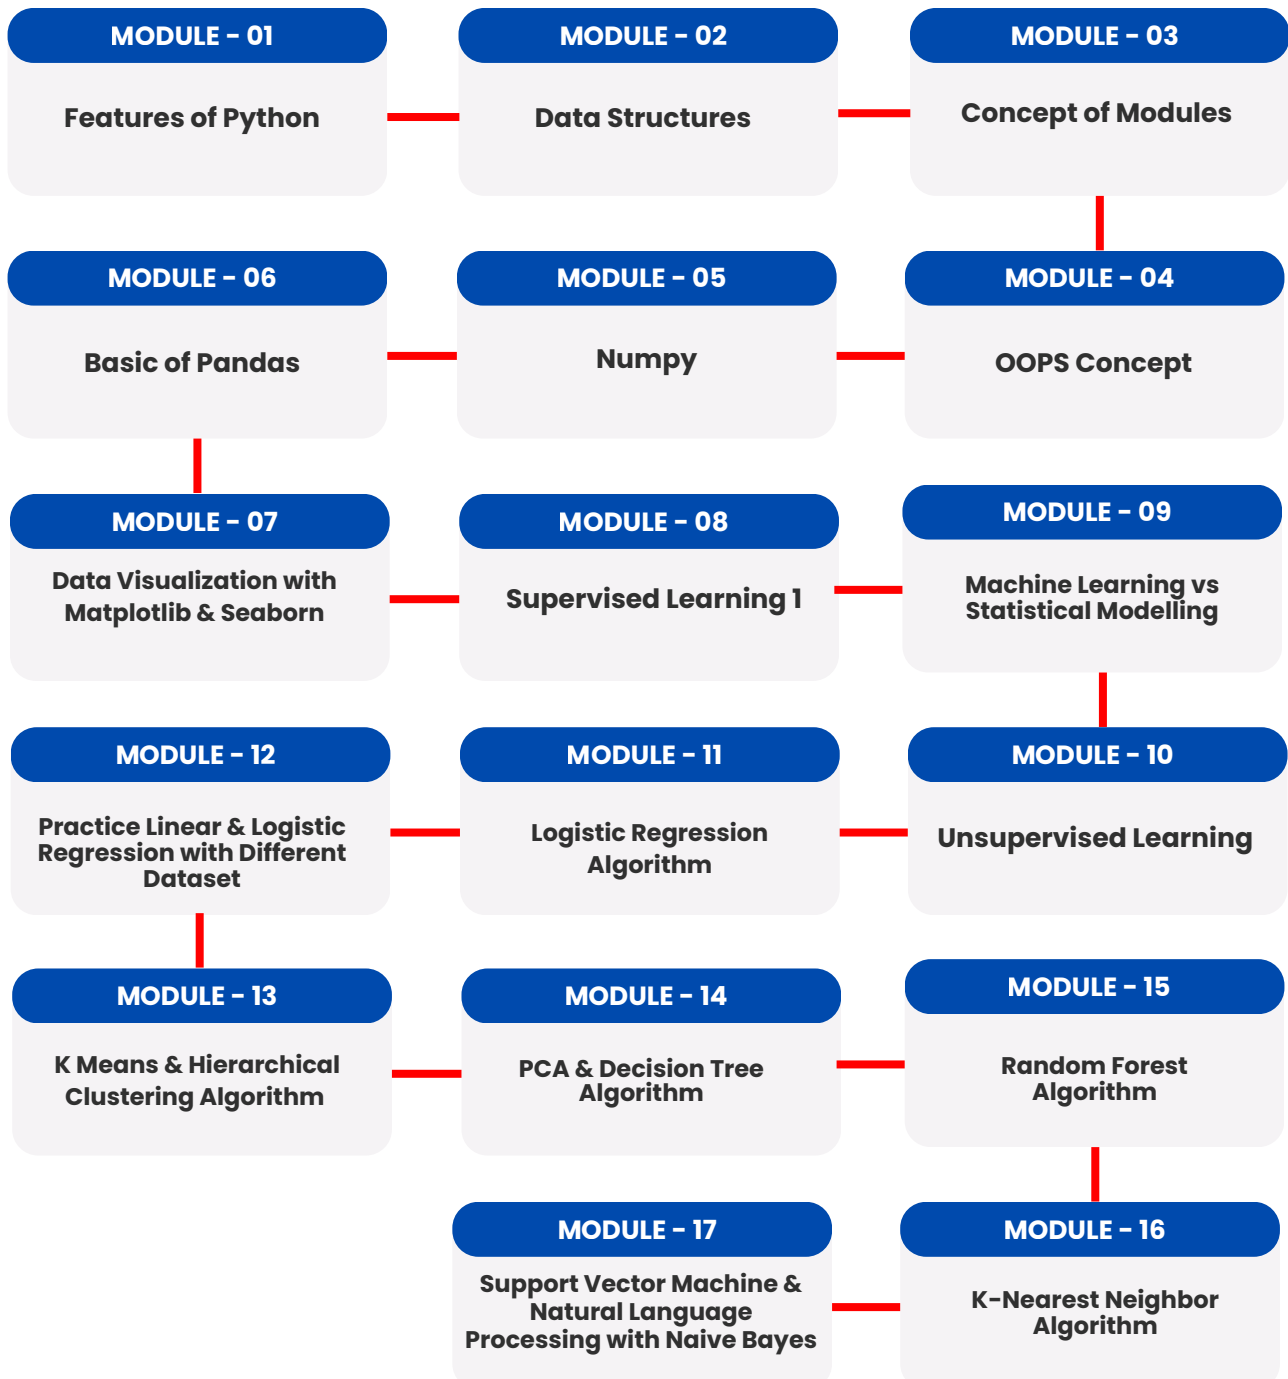 MODULE - 01
Features of Python
MODULE - 02
Data Structures
MODULE - 03
Concept of Modules
MODULE - 04
OOPS Concept
MODULE - 05
Numpy
MODULE - 06
Basic of Pandas
MODULE - 07
Data Visualization with
Matplotlib & Seaborn
MODULE - 08
Supervised Learning 1
MODULE - 09
Machine Learning vs
Statistical Modelling
MODULE - 10
Unsupervised Learning
MODULE - 11
Logistic Regression
Algorithm
MODULE - 12
Practice Linear & Logistic
Regression with Different
Dataset
MODULE - 13
K Means & Hierarchical
Clustering Algorithm
MODULE - 14
PCA & Decision Tree
Algorithm
MODULE - 15
Random Forest
Algorithm
MODULE - 16
K-Nearest Neighbor
Algorithm
MODULE - 17
Support Vector Machine &
Natural Language
Processing with Naive Bayes